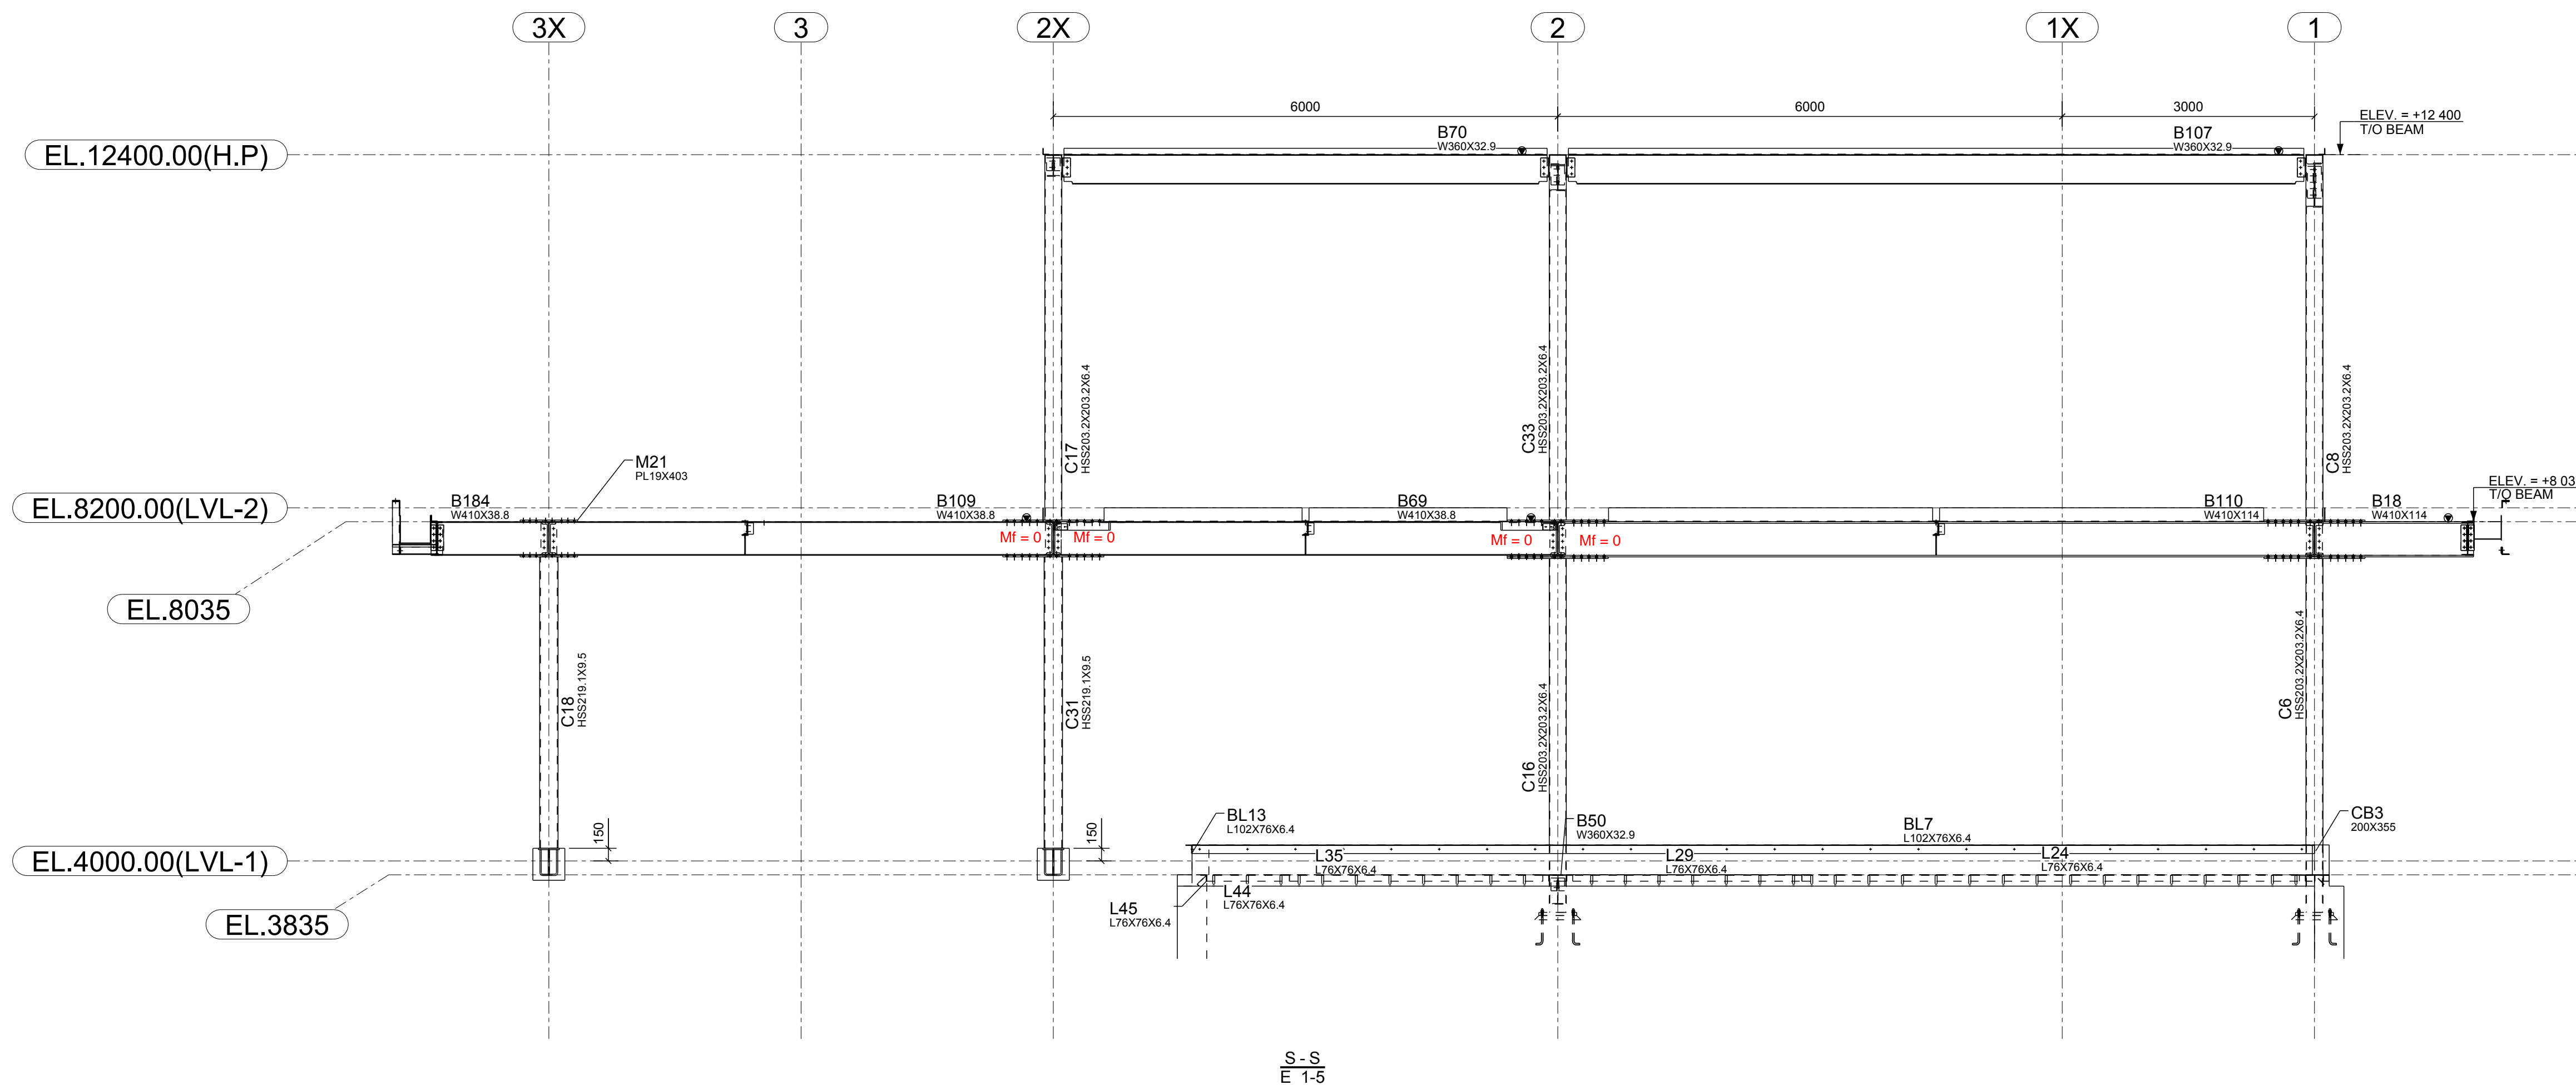 3X
3
2X
2
1X
1
6000
6000
3000
ELEV. = +12 400
T/O BEAM
B70
W360X32.9
B107
W360X32.9
EL.12400.00(H.P)
C17
HSS203.2X203.2X6.4
C33
HSS203.2X203.2X6.4
C8
HSS203.2X203.2X6.4
M21
PL19X403
ELEV. = +8 03
T/O BEAM
EL.8200.00(LVL-2)
B184
W410X38.8
B109
W410X38.8
B69
W410X38.8
B110
W410X114
B18
W410X114
Mf = 0
Mf = 0
Mf = 0
Mf = 0
EL.8035
C18
HSS219.1X9.5
C31
HSS219.1X9.5
C16
HSS203.2X203.2X6.4
C6
HSS203.2X203.2X6.4
150
150
BL13
L102X76X6.4
B50
W360X32.9
BL7
L102X76X6.4
CB3
200X355
EL.4000.00(LVL-1)
L35
L76X76X6.4
L29
L76X76X6.4
L24
L76X76X6.4
L44
L76X76X6.4
L45
L76X76X6.4
EL.3835
S - S
E 1-5